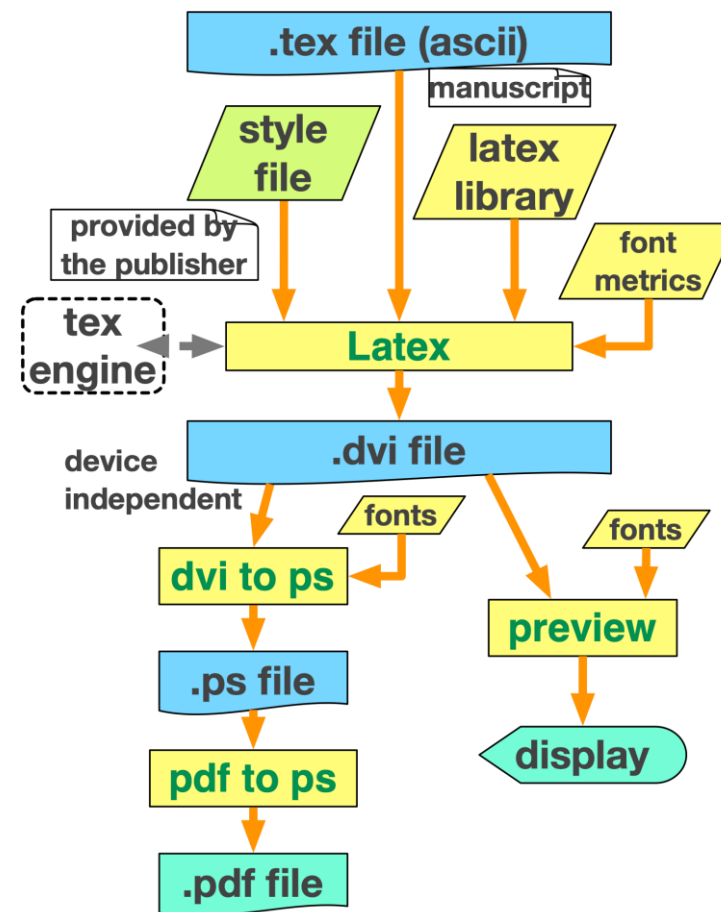 .tex file (ascii)
manuscript
style
file
latex
library
provided by
the publisher
font
metrics
tex
engine
Latex
.dvi file
device
independent
fonts
fonts
dvi to ps
preview
.ps file
display
pdf to ps
.pdf file